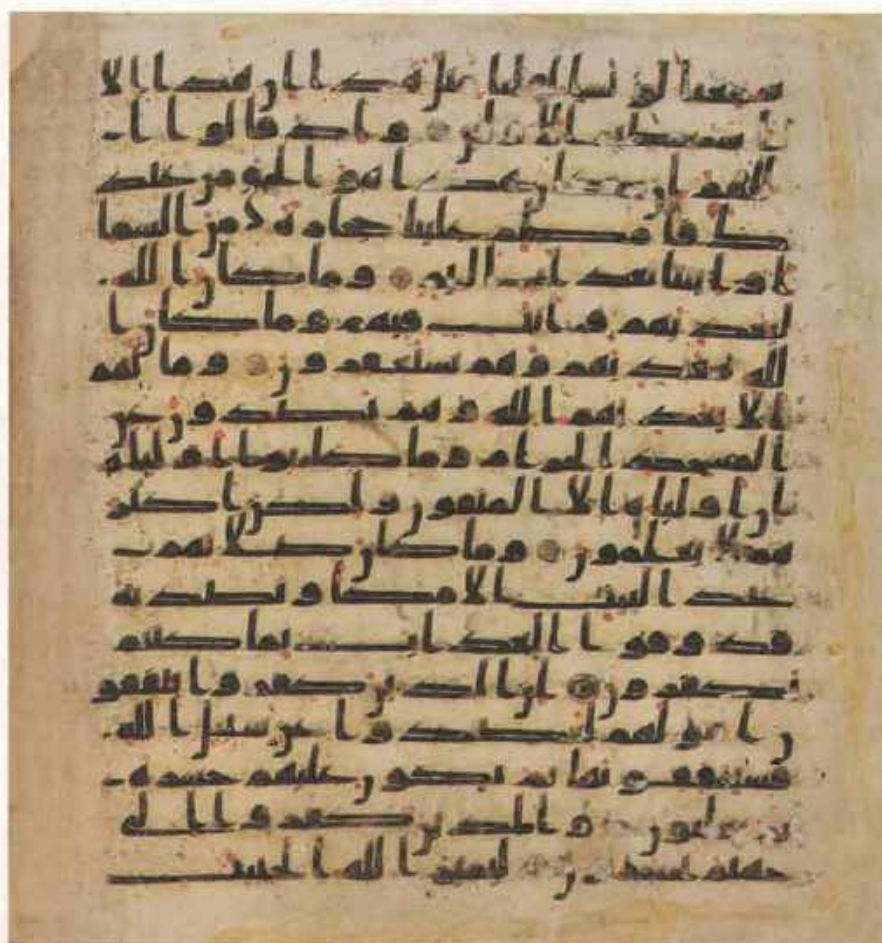 سمعنا لو نشا لقلنا مثل هذا ان هذا الا
اسطير الاولين واذ قالوا ا
للهم ان كان هذا هو الحق من عند
ك فامطر علينا حجارة من السما
او ائتنا بعذاب اليم وما كان الله
ليعذبهم وانت فيهم وما كان ا
لله معذبهم وهم يستغفرون وما لهم
الا يعذبهم الله وهم يصدون عن
المسجد الحرام وما كانوا اولياه
ان اولياوه الا المتقون ولكن اكثر
هم لا يعلمون وما كان صلاتهم
عند البيت الا مكا وتصدية
فذوقوا العذاب بما كنتم
تكفرون ان الذين كفروا ينفقو
ن امولهم ليصدوا عن سبيل الله
فسينفقونها ثم تكون عليهم حسرة
ثم يغلبون والذين كفروا الى
جهنم يحشرون ليميز الله الخبيث